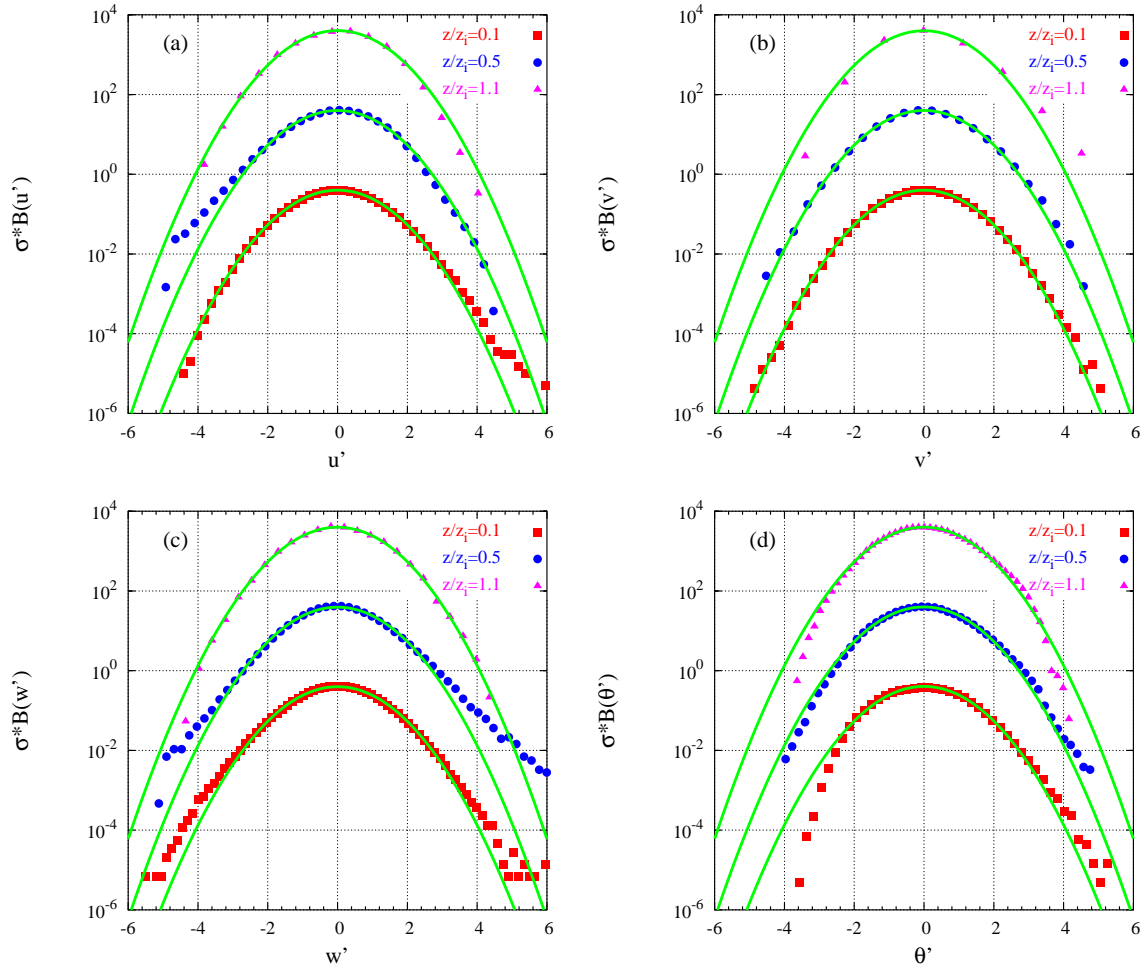 10^4
(a)
z/z_i=0.1
z/z_i=0.5
z/z_i=1.1
10^2
10^0
10^-2
10^-4
10^-6
σ*B(u')
-6 -4 -2 0 2 4 6
u'
10^4
(b)
z/z_i=0.1
z/z_i=0.5
z/z_i=1.1
10^2
10^0
10^-2
10^-4
10^-6
σ*B(v')
-6 -4 -2 0 2 4 6
v'
10^4
(c)
z/z_i=0.1
z/z_i=0.5
z/z_i=1.1
10^2
10^0
10^-2
10^-4
10^-6
σ*B(w')
-6 -4 -2 0 2 4 6
w'
10^4
(d)
z/z_i=0.1
z/z_i=0.5
z/z_i=1.1
10^2
10^0
10^-2
10^-4
10^-6
σ*B(θ')
-6 -4 -2 0 2 4 6
θ'